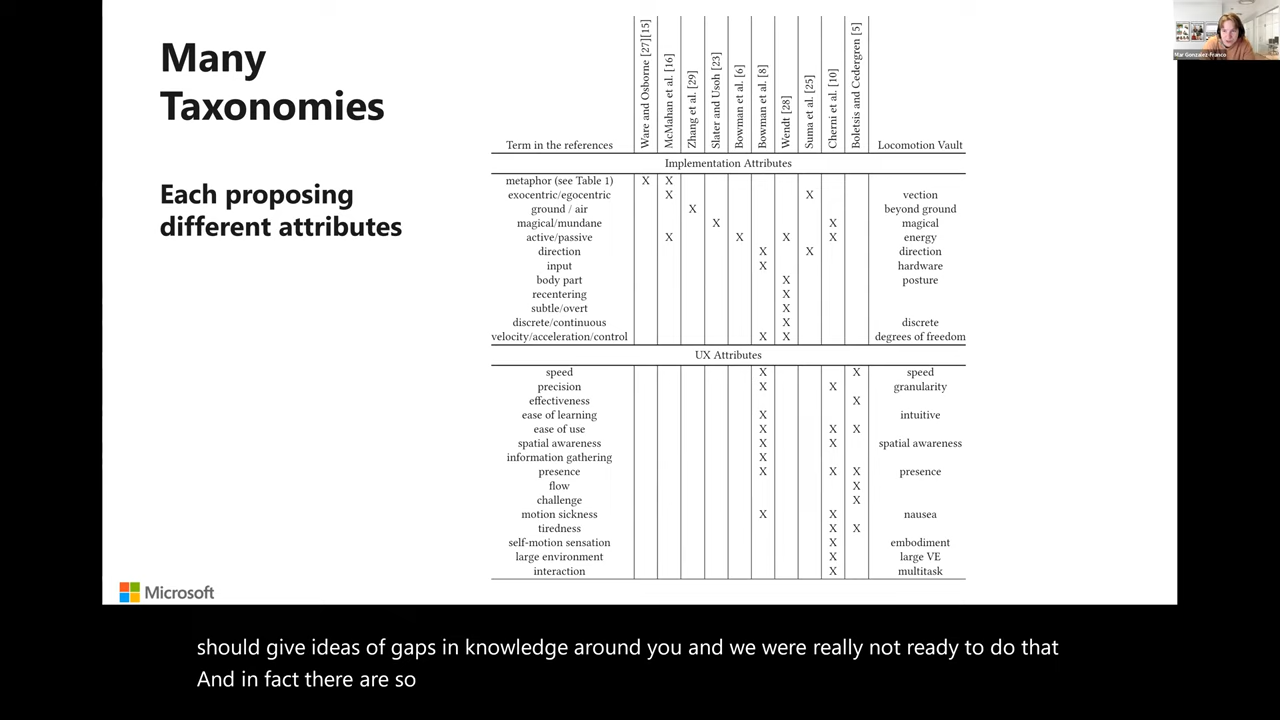 Many
Taxonomies
Each proposing
different attributes
Term in the references Ware and Osborne [27][15] McMahan et al. [16] Zhang et al. [29] Slater and Usoh [23] Bowman et al. [6] Bowman et al. [8] Wendt [28] Suma et al. [25] Cherni et al. [10] Boletsis and Cedergren [5] Locomotion Vault
Implementation Attributes
metaphor (see Table 1) X X
exocentric/egocentric X X vection
ground / air X beyond ground
magical/mundane X X magical
active/passive X X X X energy
direction X X direction
input X hardware
body part X posture
recentering X
subtle/overt X
discrete/continuous X discrete
velocity/acceleration/control X X degrees of freedom
UX Attributes
speed X X speed
precision X X granularity
effectiveness X
ease of learning X intuitive
ease of use X X X
spatial awareness X X spatial awareness
information gathering X
presence X X X presence
flow X
challenge X
motion sickness X X nausea
tiredness X X
self-motion sensation X embodiment
large environment X large VE
interaction X multitask
Microsoft
Mar Gonzalez-Franco
should give ideas of gaps in knowledge around you and we were really not ready to do that
And in fact there are so